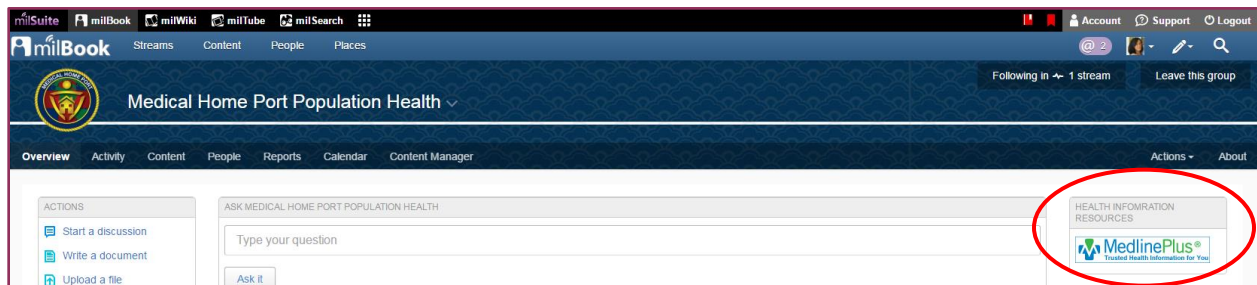 milSuite milBook milWiki milTube milSearch Account Support Logout
milBook Streams Content People Places @ 2
MEDICAL HOME PORT
Following in 1 stream Leave this group
Medical Home Port Population Health
Overview Activity Content People Reports Calendar Content Manager Actions About
ACTIONS
Start a discussion
Write a document
Upload a file
ASK MEDICAL HOME PORT POPULATION HEALTH
Type your question
Ask it
HEALTH INFOMRATION
RESOURCES
MedlinePlus®
Trusted Health Information for You